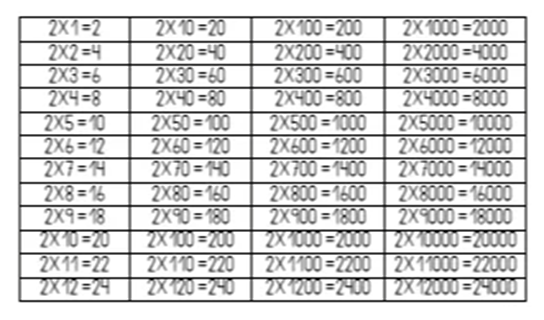 2X1=2 2X10=20 2X100=200 2X1000=2000
2X2=4 2X20=40 2X200=400 2X2000=4000
2X3=6 2X30=60 2X300=600 2X3000=6000
2X4=8 2X40=80 2X400=800 2X4000=8000
2X5=10 2X50=100 2X500=1000 2X5000=10000
2X6=12 2X60=120 2X600=1200 2X6000=12000
2X7=14 2X70=140 2X700=1400 2X7000=14000
2X8=16 2X80=160 2X800=1600 2X8000=16000
2X9=18 2X90=180 2X900=1800 2X9000=18000
2X10=20 2X100=200 2X1000=2000 2X10000=20000
2X11=22 2X110=220 2X1100=2200 2X11000=22000
2X12=24 2X120=240 2X1200=2400 2X12000=24000